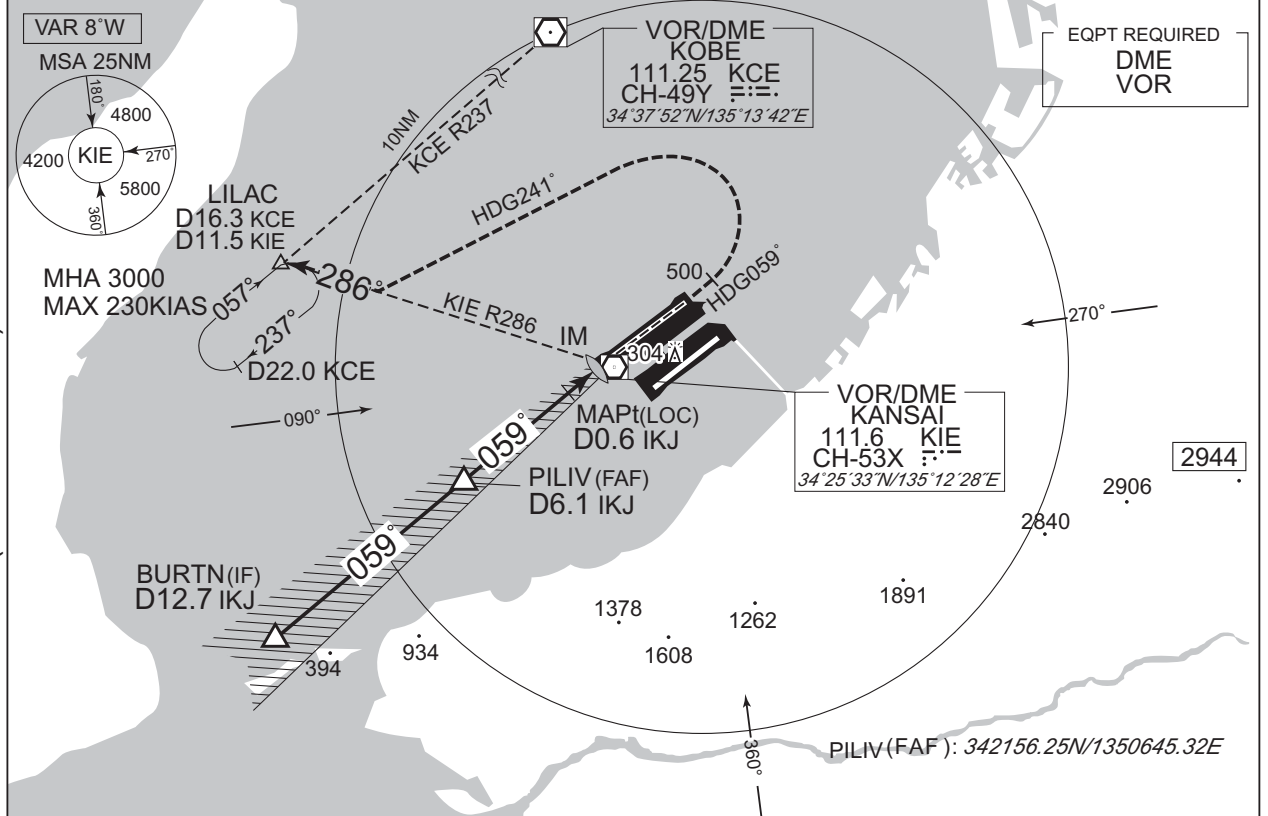 VAR 8°W
MSA 25NM
180°
4800
4200
KIE
270°
5800
360°
VOR/DME
KOBE
111.25 KCE
CH-49Y
34°37´52˝N/135°13´42˝E
EQPT REQUIRED
DME
VOR
10NM
KCE R237
LILAC
D16.3 KCE
D11.5 KIE
HDG241°
286°
MHA 3000
MAX 230KIAS
057°
237°
D22.0 KCE
KIE R286
500
HDG059°
IM
304
270°
090°
MAPt(LOC)
D0.6 IKJ
VOR/DME
KANSAI
111.6 KIE
CH-53X
34°25´33˝N/135°12´28˝E
059°
PILIV (FAF)
D6.1 IKJ
2944
2906
2840
059°
BURTN(IF)
D12.7 IKJ
1891
1378
1262
1608
934
394
360°
PILIV(FAF ): 342156.25N/1350645.32E